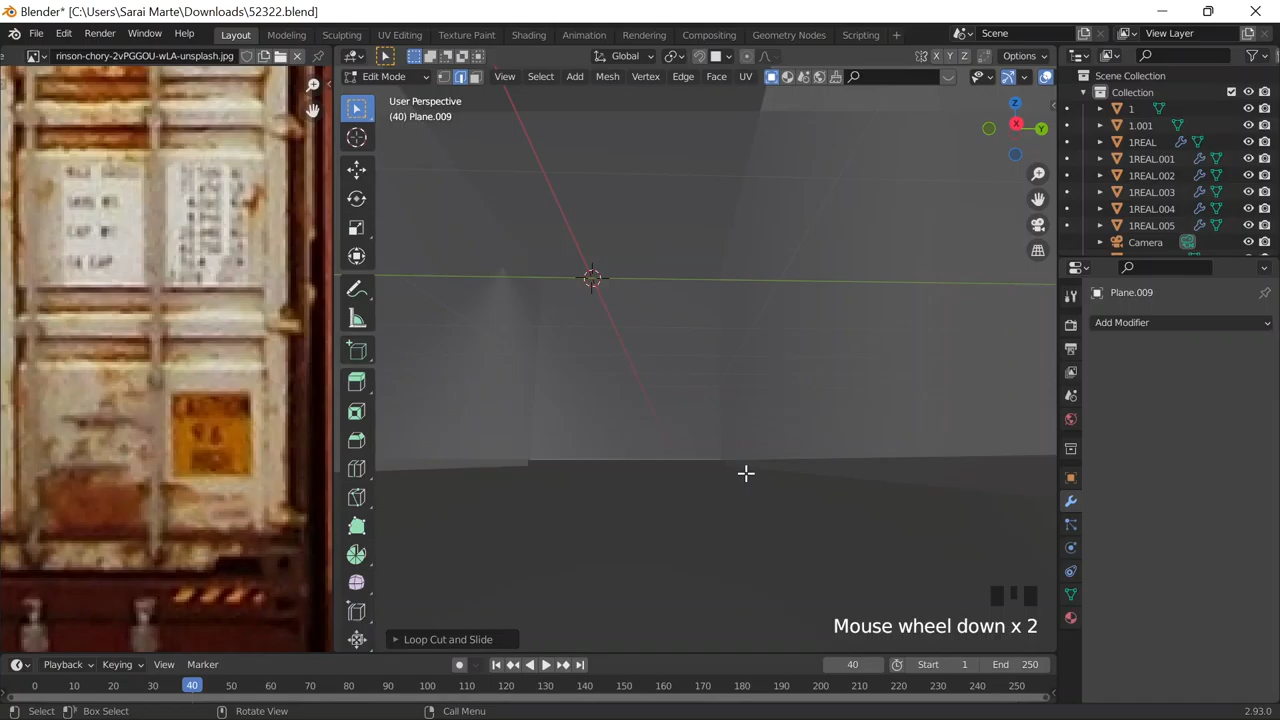 Blender* [C:\Users\Sarai Marte\Downloads\52322.blend]
File Edit Render Window Help Layout Modeling Sculpting UV Editing Texture Paint Shading Animation Rendering Compositing Geometry Nodes Scripting Scene View Layer
rinson-chory-2vPGGOU-wLA-unsplash.jpg Global X Y Z Options
Edit Mode View Select Add Mesh Vertex Edge Face UV
User Perspective
(40) Plane.009
Z
X
Y
Scene Collection
Collection
1
1.001
1REAL
1REAL.001
1REAL.002
1REAL.003
1REAL.004
1REAL.005
Camera
Plane.009
Add Modifier
Mouse wheel down x 2
Loop Cut and Slide
Playback Keying View Marker 40 Start 1 End 250
0 10 20 30 40 50 60 70 80 90 100 110 120 130 140 150 160 170 180 190 200 210 220 230 240 250
Select Box Select Rotate View Call Menu 2.93.0